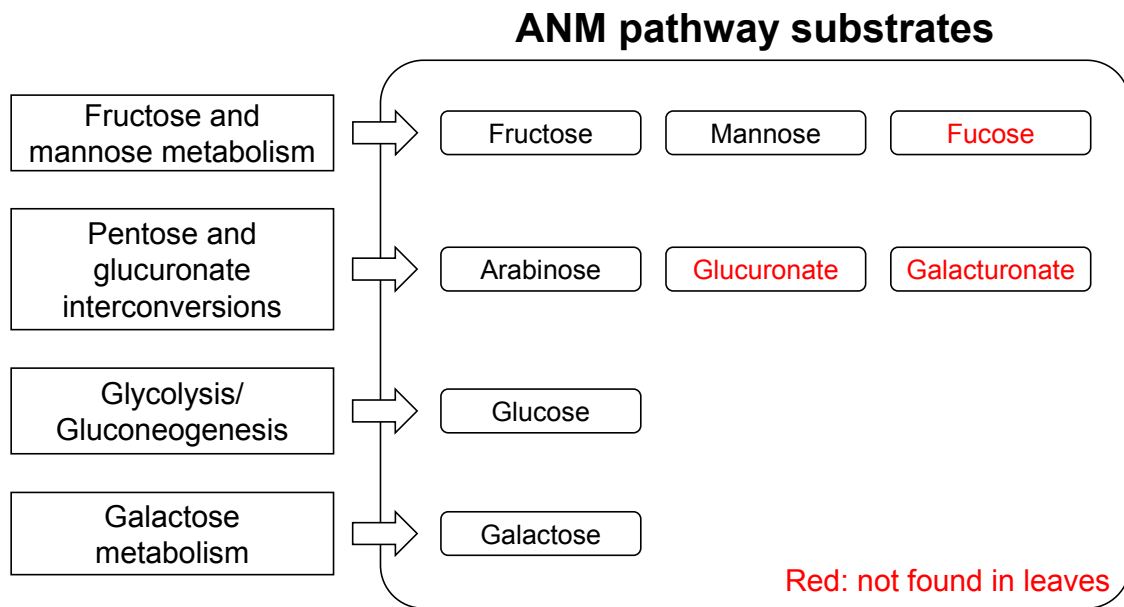 ANM pathway substrates
Fructose and
mannose metabolism
Fructose
Mannose
Fucose
Pentose and
glucuronate
interconversions
Arabinose
Glucuronate
Galacturonate
Glycolysis/
Gluconeogenesis
Glucose
Galactose
metabolism
Galactose
Red: not found in leaves